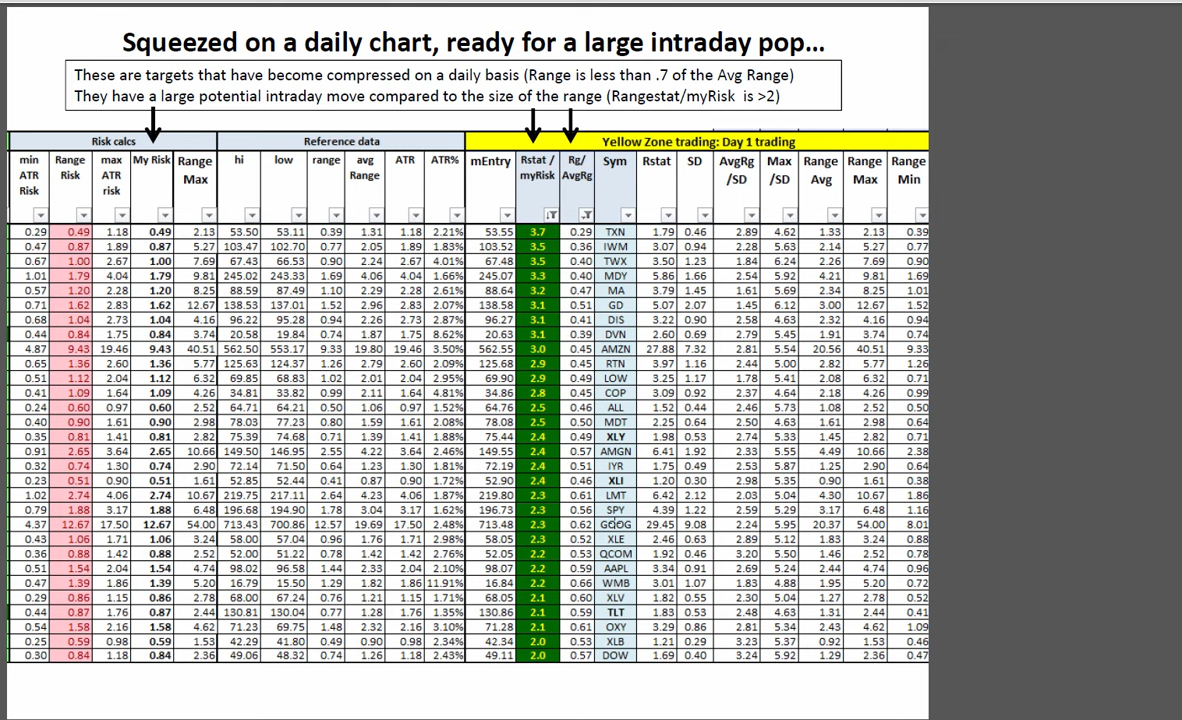 Squeezed on a daily chart, ready for a large intraday pop...
These are targets that have become compressed on a daily basis (Range is less than .7 of the Avg Range)
They have a large potential intraday move compared to the size of the range (Rangestat/myRisk is >2)
Risk calcs Reference data Yellow Zone trading: Day 1 trading
min ATR Risk Range Risk max ATR risk My Risk Range Max hi low range avg Range ATR ATR% mEntry Rstat / myRisk Rg/ AvgRg Sym Rstat SD AvgRg /SD Max /SD Range Avg Range Max Range Min
0.29 0.49 1.18 0.49 2.13 53.50 53.11 0.39 1.31 1.18 2.21% 53.55 3.7 0.29 TXN 1.79 0.46 2.89 4.62 1.33 2.13 0.39
0.47 0.87 1.89 0.87 5.27 103.47 102.70 0.77 2.05 1.89 1.83% 103.52 3.5 0.36 IWM 3.07 0.94 2.28 5.63 2.14 5.27 0.77
0.67 1.00 2.67 1.00 7.69 67.43 66.53 0.90 2.24 2.67 4.01% 67.48 3.5 0.40 TWX 3.50 1.23 1.84 6.24 2.26 7.69 0.90
1.01 1.79 4.04 1.79 9.81 245.02 243.33 1.69 4.06 4.04 1.66% 245.07 3.3 0.40 MDY 5.86 1.66 2.54 5.92 4.21 9.81 1.69
0.57 1.20 2.28 1.20 8.25 88.59 87.49 1.10 2.29 2.28 2.61% 88.64 3.2 0.47 MA 3.79 1.45 1.61 5.69 2.34 8.25 1.01
0.71 1.62 2.83 1.62 12.67 138.53 137.01 1.52 2.96 2.83 2.07% 138.58 3.1 0.51 GD 5.07 2.07 1.45 6.12 3.00 12.67 1.52
0.68 1.04 2.73 1.04 4.16 96.22 95.28 0.94 2.26 2.73 2.87% 96.27 3.1 0.41 DIS 3.22 0.90 2.58 4.63 2.32 4.16 0.94
0.44 0.84 1.75 0.84 3.74 20.58 19.84 0.74 1.87 1.75 8.62% 20.63 3.1 0.39 DVN 2.60 0.69 2.79 5.45 1.91 3.74 0.74
4.87 9.43 19.46 9.43 40.51 562.50 553.17 9.33 19.80 19.46 3.50% 562.55 3.0 0.45 AMZN 27.88 7.32 2.81 5.54 20.56 40.51 9.33
0.65 1.36 2.60 1.36 5.77 125.63 124.37 1.26 2.79 2.60 2.09% 125.68 2.9 0.45 RTN 3.97 1.16 2.44 5.00 2.82 5.77 1.26
0.51 1.12 2.04 1.12 6.32 69.85 68.83 1.02 2.01 2.04 2.95% 69.90 2.9 0.49 LOW 3.25 1.17 1.78 5.41 2.08 6.32 0.71
0.41 1.09 1.64 1.09 4.26 34.81 33.82 0.99 2.11 1.64 4.81% 34.86 2.8 0.45 COP 3.09 0.92 2.37 4.64 2.18 4.26 0.99
0.24 0.60 0.97 0.60 2.52 64.71 64.21 0.50 1.06 0.97 1.52% 64.76 2.5 0.46 ALL 1.52 0.44 2.46 5.73 1.08 2.52 0.50
0.40 0.90 1.61 0.90 2.98 78.03 77.23 0.80 1.59 1.61 2.08% 78.08 2.5 0.50 MDT 2.25 0.64 2.50 4.63 1.61 2.98 0.64
0.35 0.81 1.41 0.81 2.82 75.39 74.68 0.71 1.39 1.41 1.88% 75.44 2.4 0.49 XLY 1.98 0.53 2.74 5.33 1.45 2.82 0.71
0.91 2.65 3.64 2.65 10.66 149.50 146.95 2.55 4.22 3.64 2.46% 149.55 2.4 0.57 AMGN 6.41 1.92 2.33 5.55 4.49 10.66 2.38
0.32 0.74 1.30 0.74 2.90 72.14 71.50 0.64 1.23 1.30 1.81% 72.19 2.4 0.51 IYR 1.75 0.49 2.53 5.87 1.25 2.90 0.64
0.23 0.51 0.90 0.51 1.61 52.85 52.44 0.41 0.87 0.90 1.72% 52.90 2.4 0.46 XLI 1.20 0.30 2.98 5.35 0.90 1.61 0.38
1.02 2.74 4.06 2.74 10.67 219.75 217.11 2.64 4.23 4.06 1.87% 219.80 2.3 0.61 LMT 6.42 2.12 2.03 5.04 4.30 10.67 1.86
0.79 1.88 3.17 1.88 6.48 196.68 194.90 1.78 3.04 3.17 1.62% 196.73 2.3 0.56 SPY 4.39 1.22 2.59 5.29 3.17 6.48 1.16
4.37 12.67 17.50 12.67 54.00 713.43 700.86 12.57 19.69 17.50 2.48% 713.48 2.3 0.62 GOOG 29.45 9.08 2.24 5.95 20.37 54.00 8.01
0.43 1.06 1.71 1.06 3.24 58.00 57.04 0.96 1.76 1.71 2.98% 58.05 2.3 0.52 XLE 2.46 0.63 2.89 5.12 1.83 3.24 0.88
0.36 0.88 1.42 0.88 2.52 52.00 51.22 0.78 1.42 1.42 2.76% 52.05 2.2 0.53 QCOM 1.92 0.46 3.20 5.50 1.46 2.52 0.78
0.51 1.54 2.04 1.54 4.74 98.02 96.58 1.44 2.33 2.04 2.10% 98.07 2.2 0.59 AAPL 3.34 0.91 2.69 5.24 2.44 4.74 0.96
0.47 1.39 1.86 1.39 5.20 16.79 15.50 1.29 1.82 1.86 11.91% 16.84 2.2 0.66 WMB 3.01 1.07 1.83 4.88 1.95 5.20 0.72
0.29 0.86 1.15 0.86 2.78 68.00 67.24 0.76 1.21 1.15 1.71% 68.05 2.1 0.60 XLV 1.82 0.55 2.30 5.04 1.27 2.78 0.52
0.44 0.87 1.76 0.87 2.44 130.81 130.04 0.77 1.28 1.76 1.35% 130.86 2.1 0.59 TLT 1.83 0.53 2.48 4.63 1.31 2.44 0.41
0.54 1.58 2.16 1.58 4.62 71.23 69.75 1.48 2.32 2.16 3.10% 71.28 2.1 0.61 OXY 3.29 0.86 2.81 5.34 2.43 4.62 1.09
0.25 0.59 0.98 0.59 1.53 42.29 41.80 0.49 0.90 0.98 2.34% 42.34 2.0 0.53 XLB 1.21 0.29 3.23 5.37 0.92 1.53 0.46
0.30 0.84 1.18 0.84 2.36 49.06 48.32 0.74 1.26 1.18 2.43% 49.11 2.0 0.57 DOW 1.69 0.40 3.24 5.92 1.29 2.36 0.47